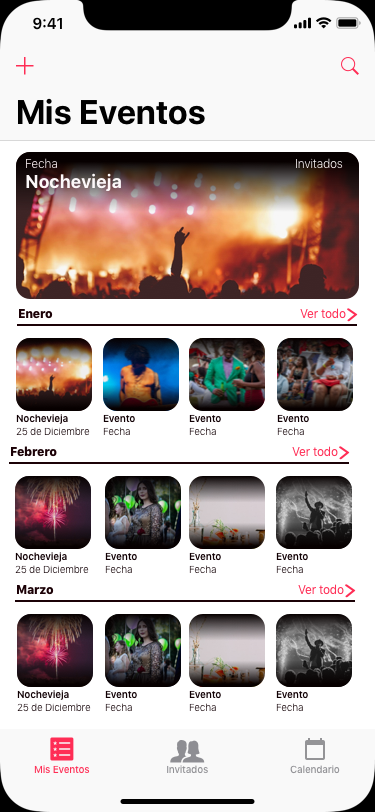 9:41
Mis Eventos
Fecha Invitados
Nochevieja
Enero Ver todo
Nochevieja Evento Evento Evento
25 de Diciembre Fecha Fecha Fecha
Febrero Ver todo
Nochevieja Evento Evento Evento
25 de Diciembre Fecha Fecha Fecha
Marzo Ver todo
Nochevieja Evento Evento Evento
25 de Diciembre Fecha Fecha Fecha
Mis Eventos Invitados Calendario